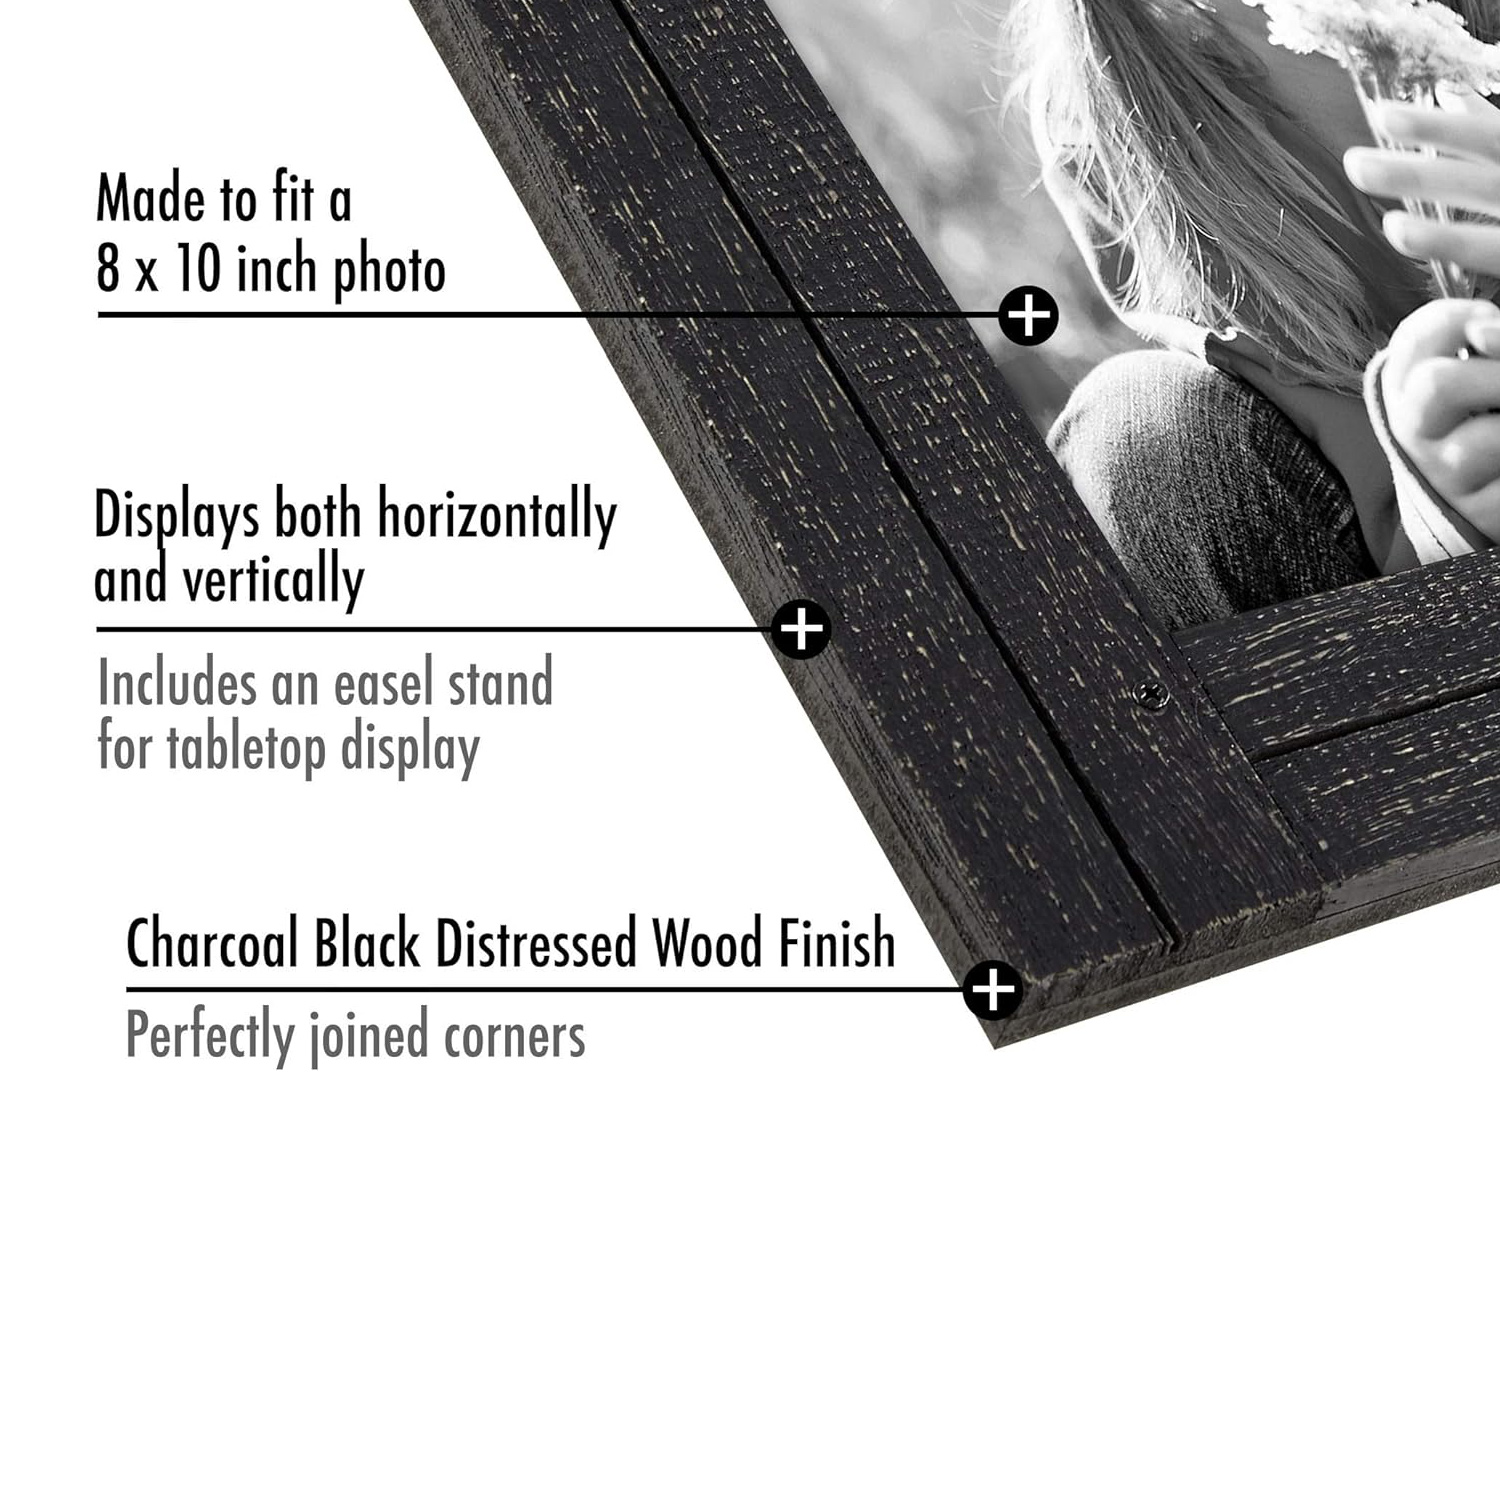 Made to fit a
8 x 10 inch photo
Displays both horizontally
and vertically
Includes an easel stand
for tabletop display
Charcoal Black Distressed Wood Finish
Perfectly joined corners